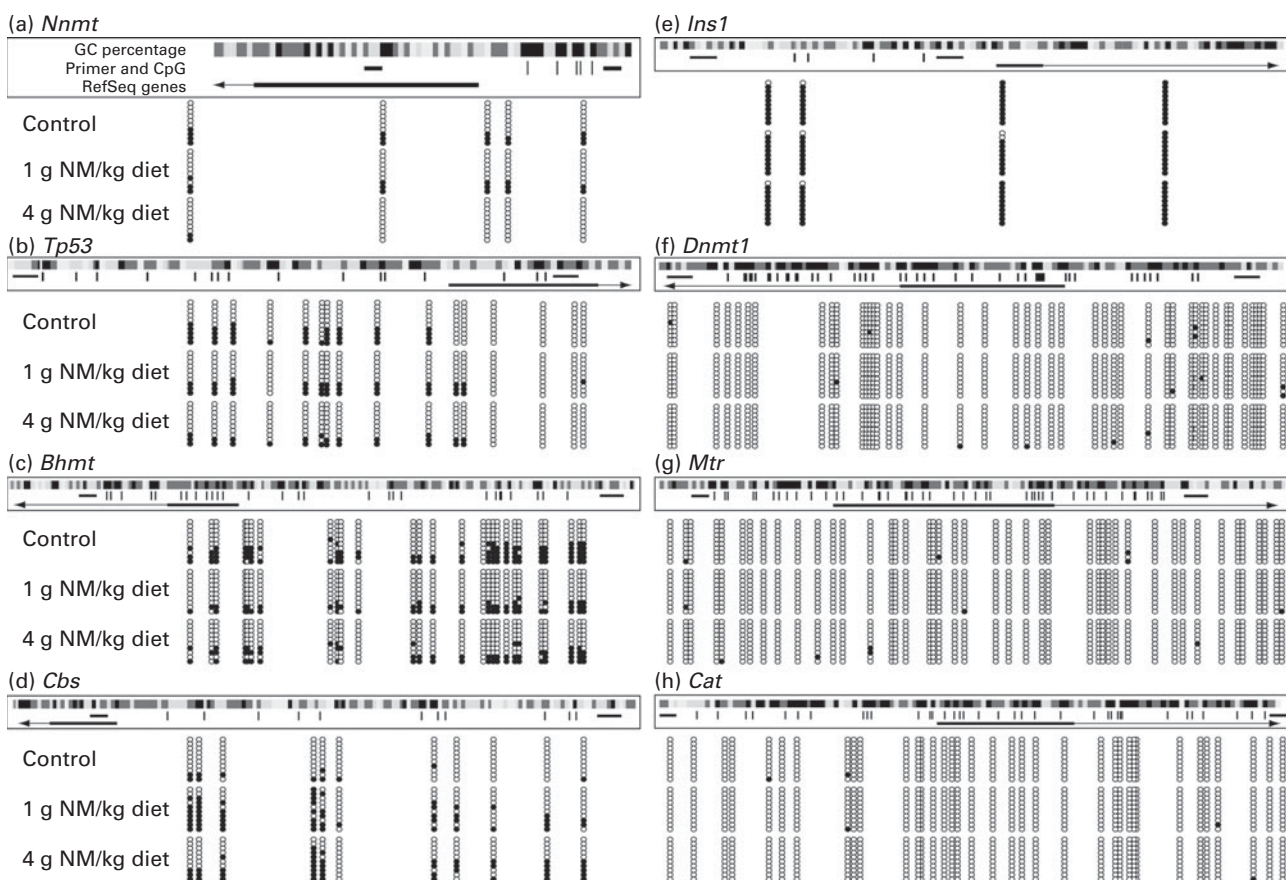 (a) Nnmt
GC percentage
Primer and CpG
RefSeq genes
Control
1 g NM/kg diet
4 g NM/kg diet
(b) Tp53
Control
1 g NM/kg diet
4 g NM/kg diet
(c) Bhmt
Control
1 g NM/kg diet
4 g NM/kg diet
(d) Cbs
Control
1 g NM/kg diet
4 g NM/kg diet
(e) Ins1
(f) Dnmt1
(g) Mtr
(h) Cat